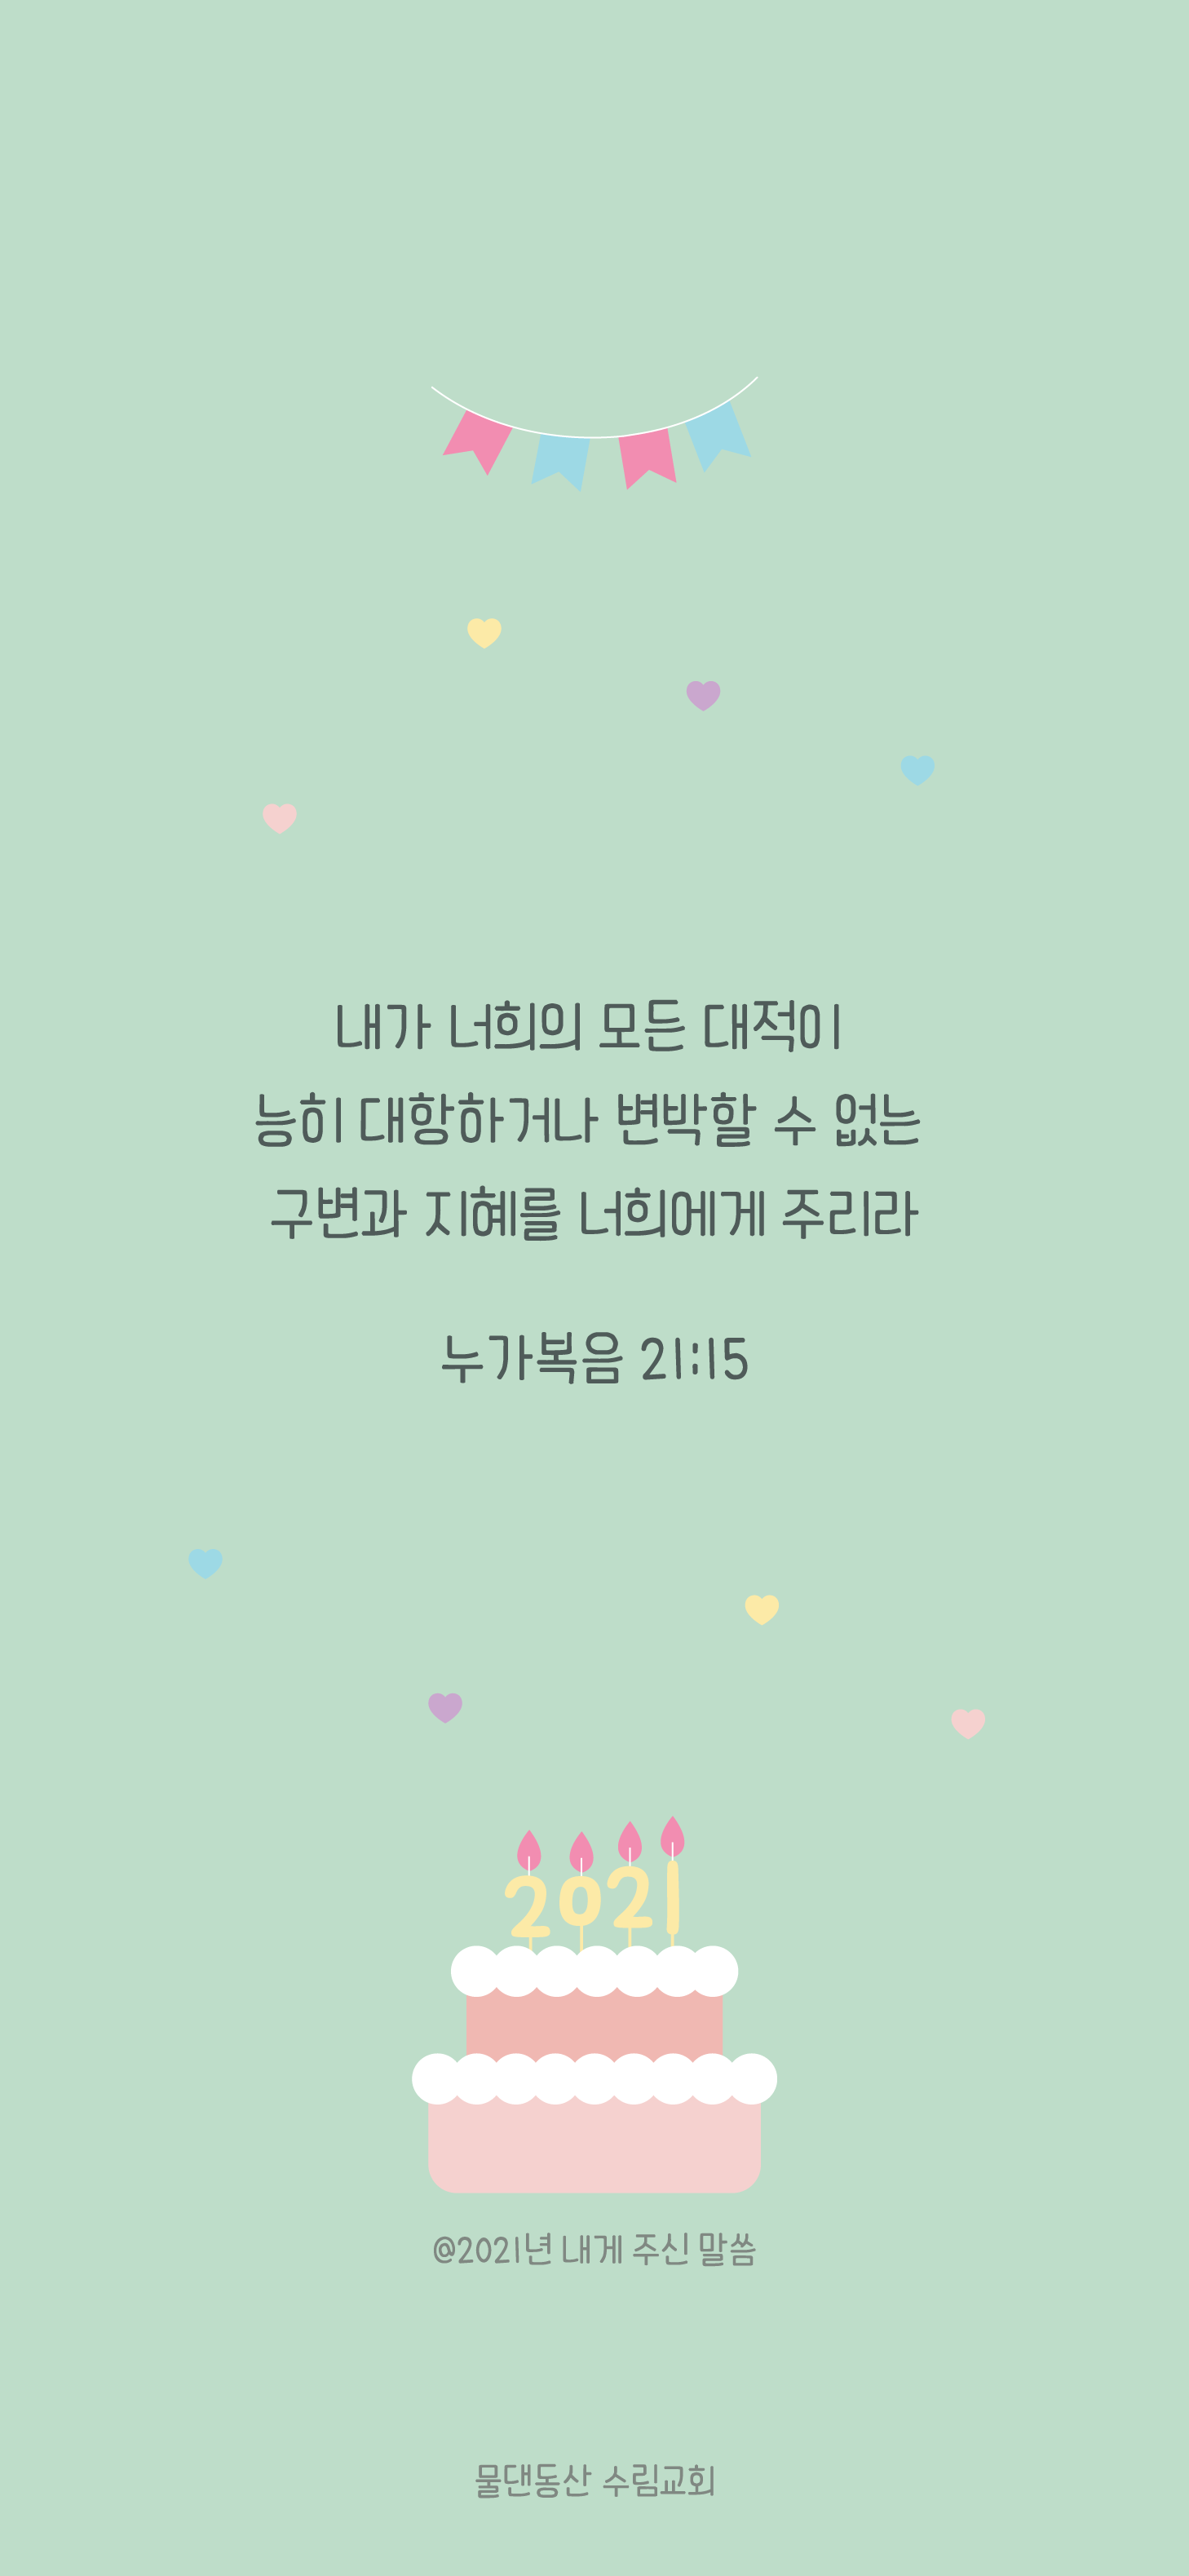 내가 너희의 모든 대적이
능히 대항하거나 변박할 수 없는
구변과 지혜를 너희에게 주리라
누가복음 21:15
2021
@2021년 내게 주신 말씀
물댄동산 수림교회